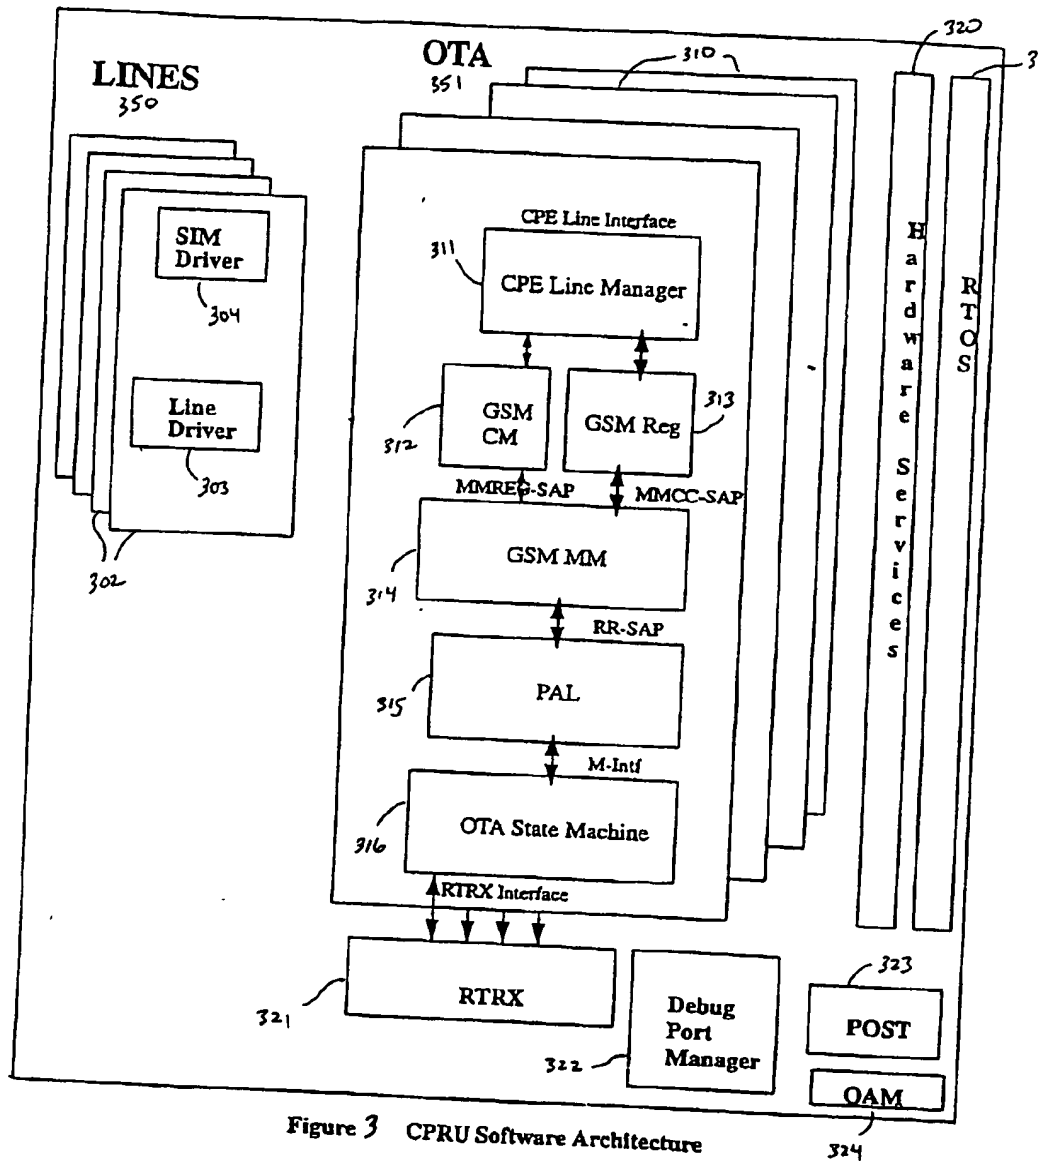 320
3
LINES
350
OTA
351
310
SIM
Driver
304
Line
Driver
303
302
CPE Line Interface
311
CPE Line Manager
312
GSM
CM
GSM Reg
313
MMREG-SAP
MMCC-SAP
314
GSM MM
RR-SAP
315
PAL
M-Intf
316
OTA State Machine
RTRX Interface
321
RTRX
322
Debug
Port
Manager
323
POST
OAM
324
Hardware Services
RTOS
Figure 3 CPRU Software Architecture